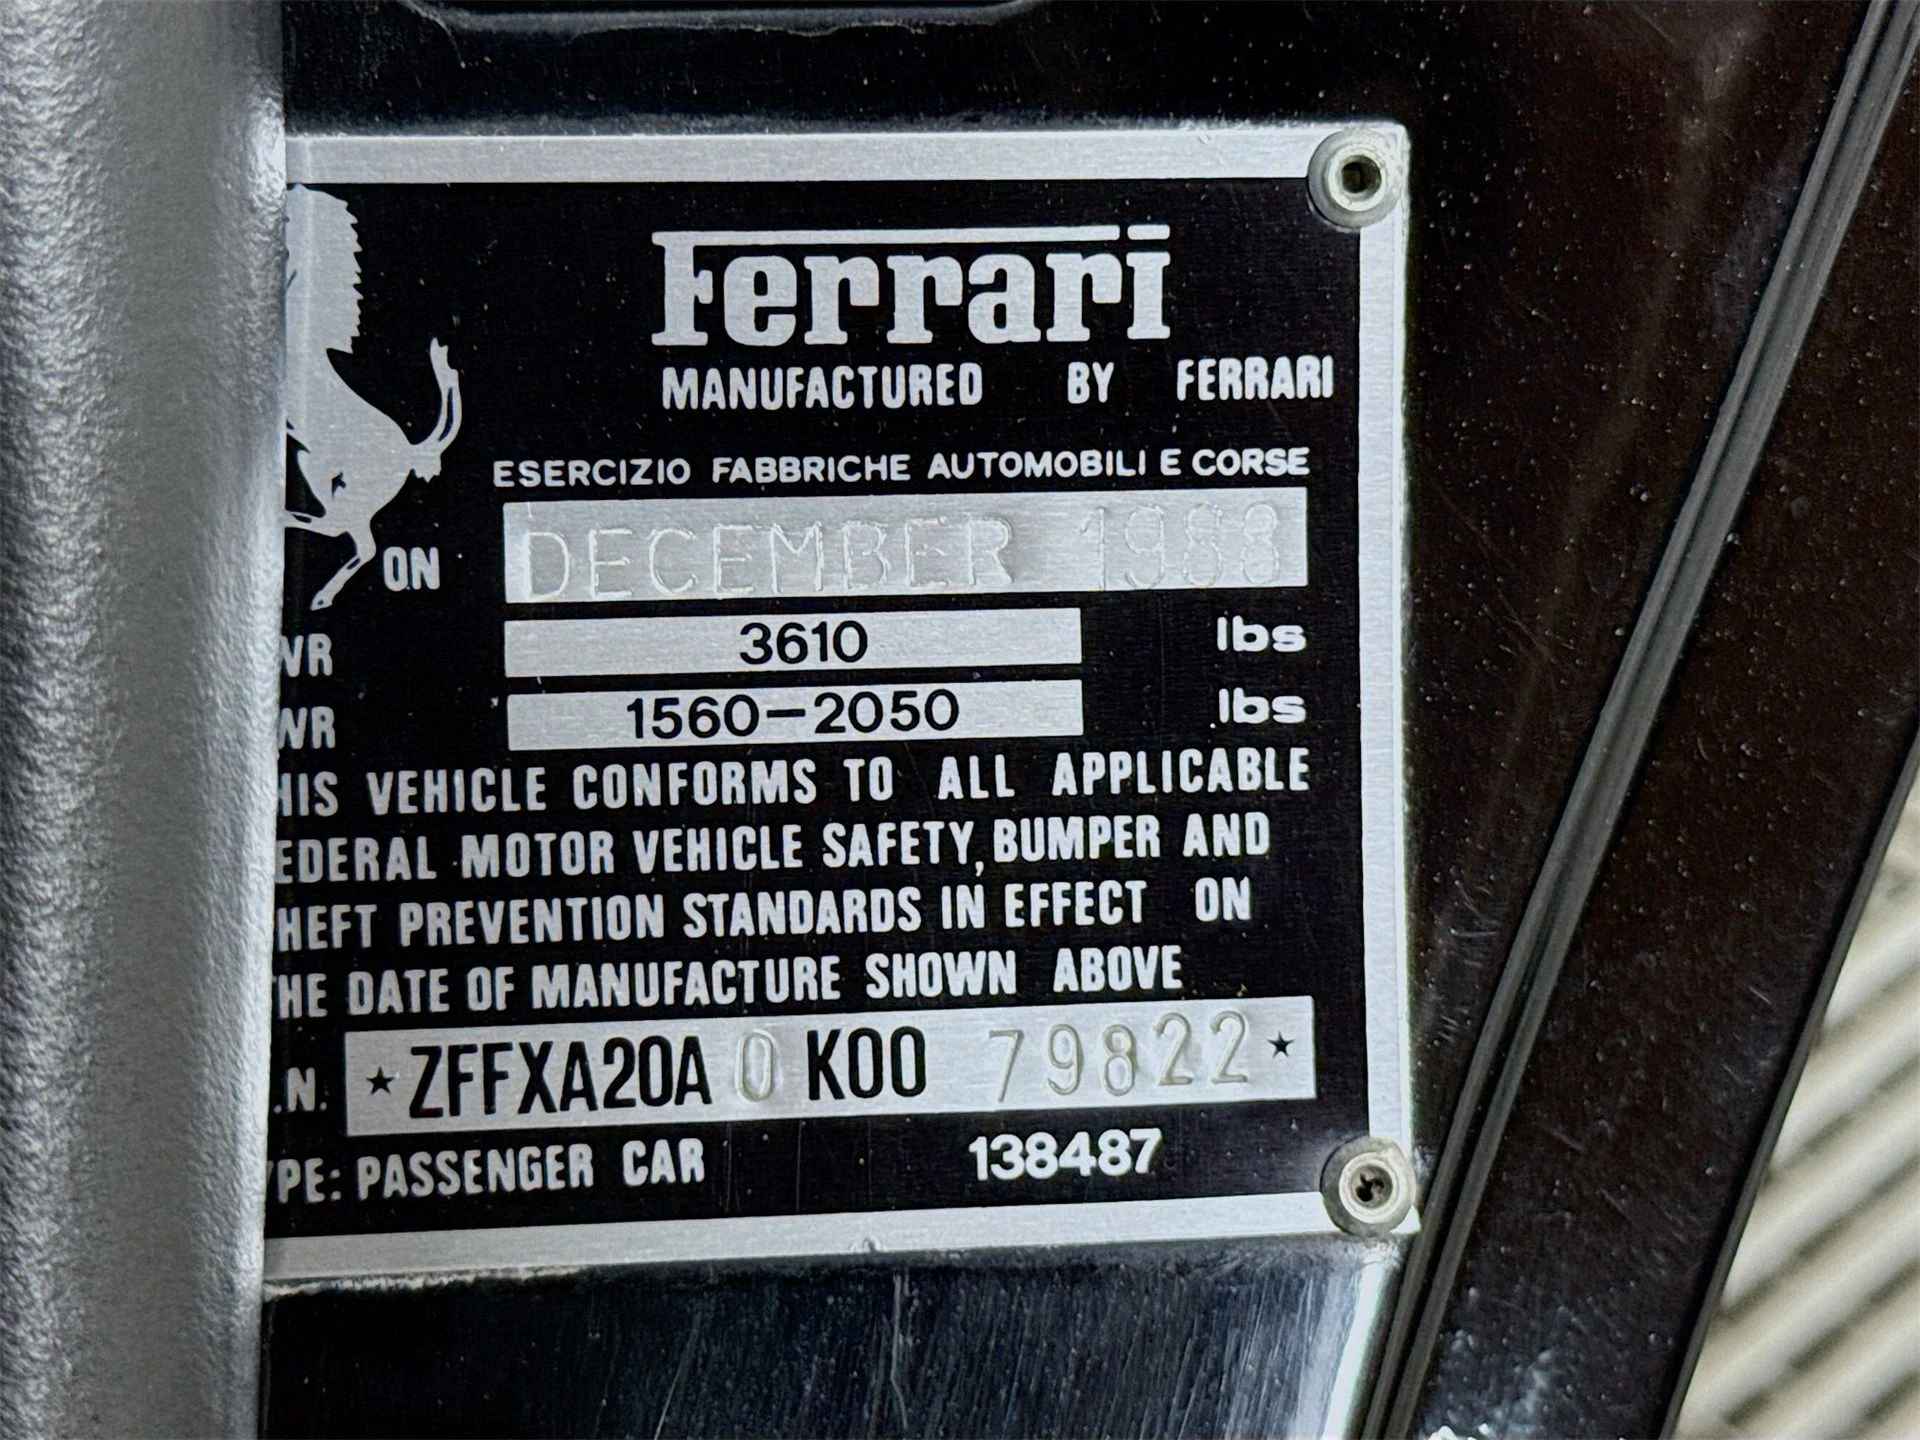 Ferrari
MANUFACTURED BY FERRARI
ESERCIZIO FABBRICHE AUTOMOBILI E CORSE
ON DECEMBER 1988
VR 3610 lbs
WR 1560-2050 lbs
HIS VEHICLE CONFORMS TO ALL APPLICABLE
EDERAL MOTOR VEHICLE SAFETY, BUMPER AND
HEFT PREVENTION STANDARDS IN EFFECT ON
HE DATE OF MANUFACTURE SHOWN ABOVE
.N. ★ ZFFXA20A 0 K00 79822 ★
PE: PASSENGER CAR 138487